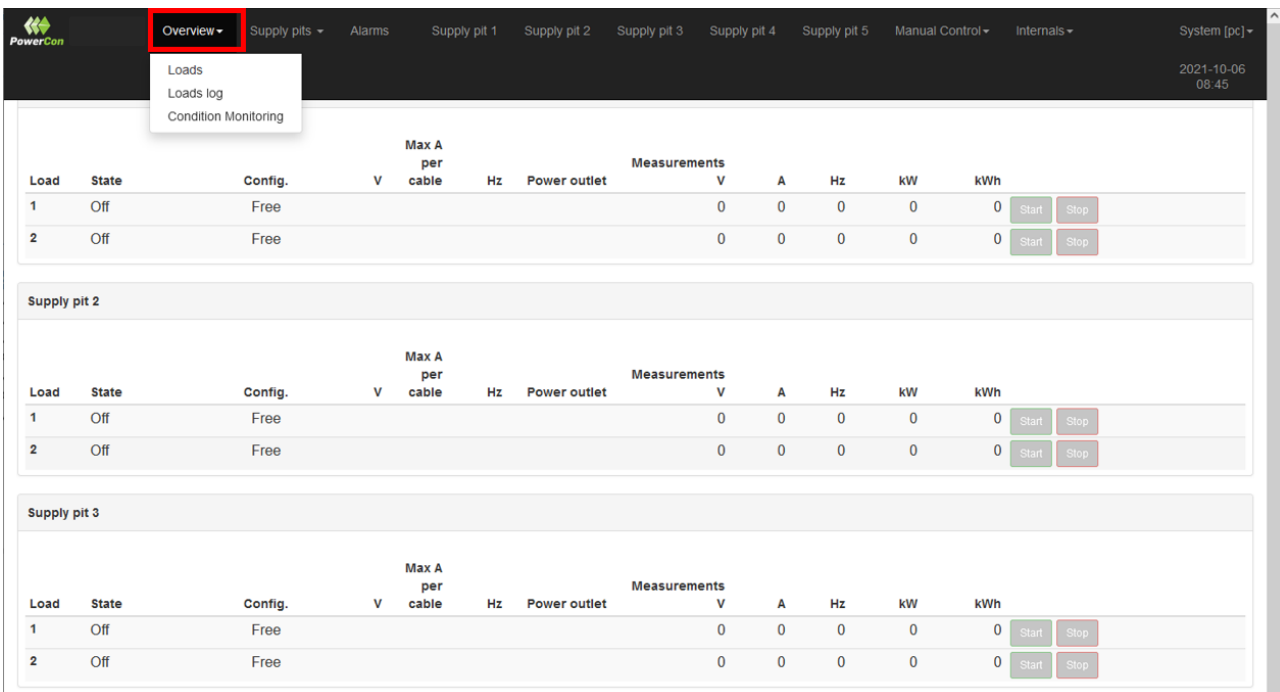 PowerCon Overview Supply pits Alarms Supply pit 1 Supply pit 2 Supply pit 3 Supply pit 4 Supply pit 5 Manual Control Internals System [pc]
2021-10-06
08:45
Loads
Loads log
Condition Monitoring
Max A
per
cable
Measurements
Load State Config. V Hz Power outlet V A Hz kW kWh
1 Off Free 0 0 0 0 0 Start Stop
2 Off Free 0 0 0 0 0 Start Stop
Supply pit 2
Max A
per
cable
Measurements
Load State Config. V Hz Power outlet V A Hz kW kWh
1 Off Free 0 0 0 0 0 Start Stop
2 Off Free 0 0 0 0 0 Start Stop
Supply pit 3
Max A
per
cable
Measurements
Load State Config. V Hz Power outlet V A Hz kW kWh
1 Off Free 0 0 0 0 0 Start Stop
2 Off Free 0 0 0 0 0 Start Stop